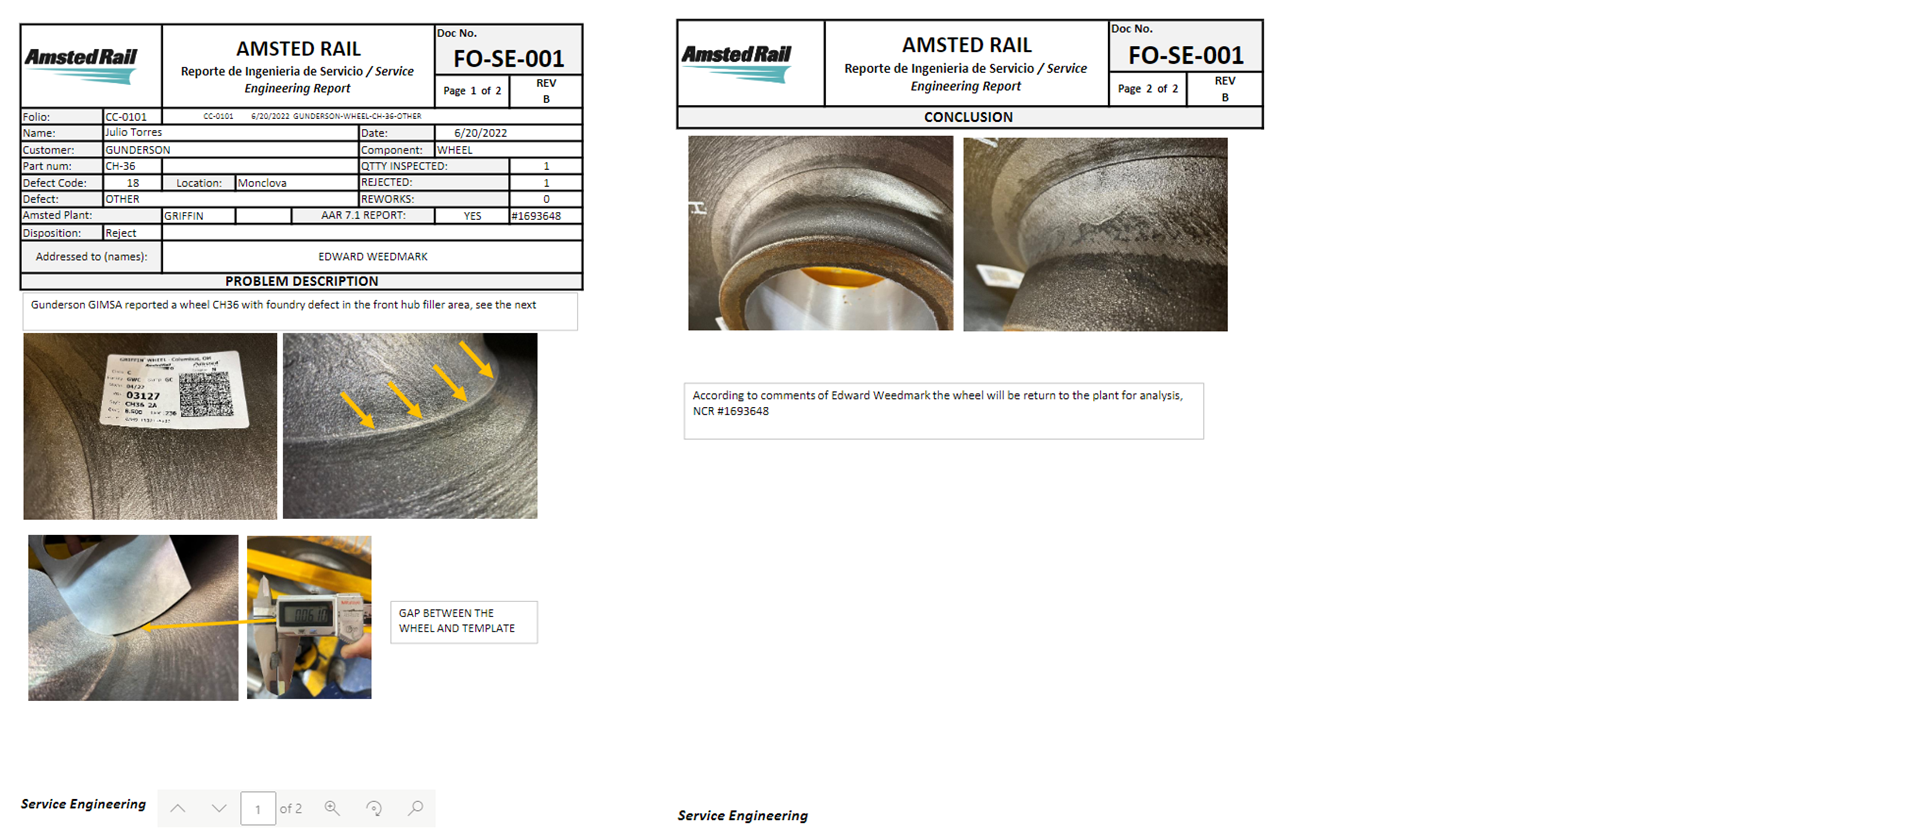 AmstedRail
AMSTED RAIL
Reporte de Ingenieria de Servicio / Service
Engineering Report
Doc No.
FO-SE-001
Page 1 of 2
REV
B
Folio: CC-0101 CC-0101 6/20/2022 GUNDERSON-WHEEL-CH-36-OTHER
Name: Julio Torres Date: 6/20/2022
Customer: GUNDERSON Component: WHEEL
Part num: CH-36 QTTY INSPECTED: 1
Defect Code: 18 Location: Monclova REJECTED: 1
Defect: OTHER REWORKS: 0
Amsted Plant: GRIFFIN AAR 7.1 REPORT: YES #1693648
Disposition: Reject
Addressed to (names): EDWARD WEEDMARK
PROBLEM DESCRIPTION
Gunderson GIMSA reported a wheel CH36 with foundry defect in the front hub filler area, see the next
GRIFFIN WHEEL Columbus, OH
Amsted
C
GWC GC
04/22
03127
CH36 2A
8.500 236
GAP BETWEEN THE
WHEEL AND TEMPLATE
Service Engineering
1 of 2
AmstedRail
AMSTED RAIL
Reporte de Ingenieria de Servicio / Service
Engineering Report
Doc No.
FO-SE-001
Page 2 of 2
REV
B
CONCLUSION
According to comments of Edward Weedmark the wheel will be return to the plant for analysis,
NCR #1693648
Service Engineering